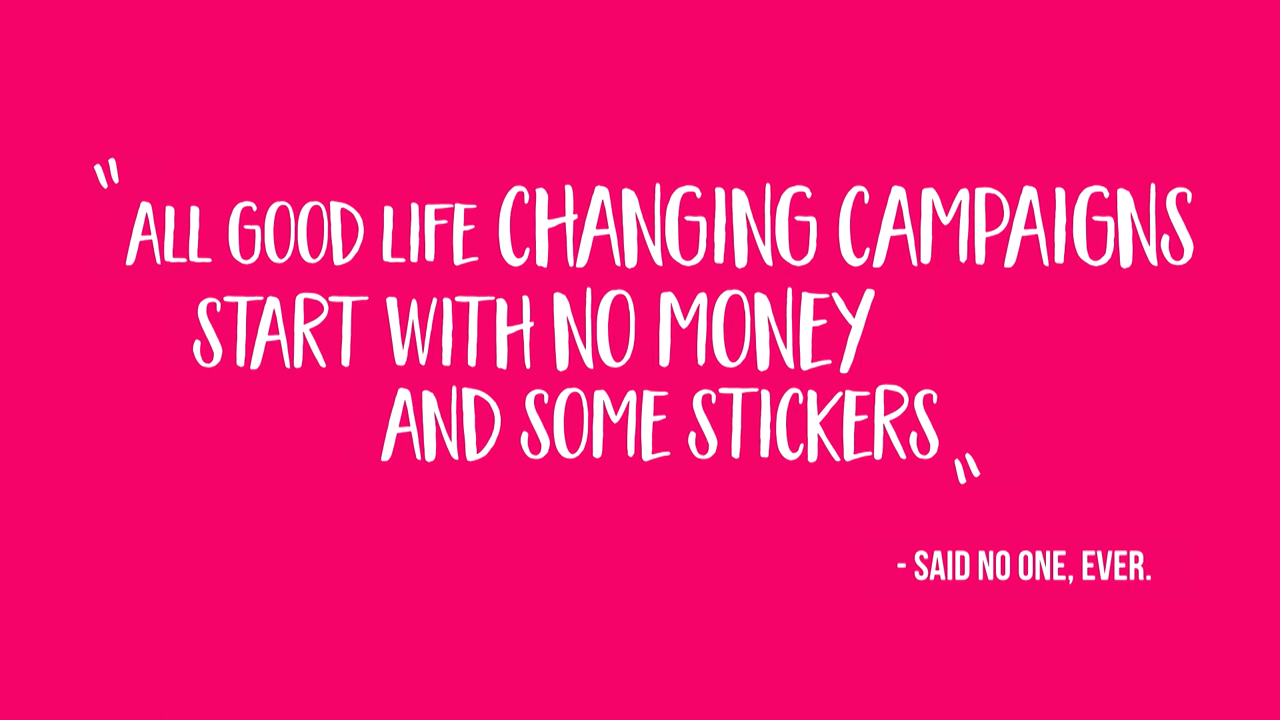 "ALL GOOD LIFE CHANGING CAMPAIGNS
START WITH NO MONEY
AND SOME STICKERS"
- SAID NO ONE, EVER.